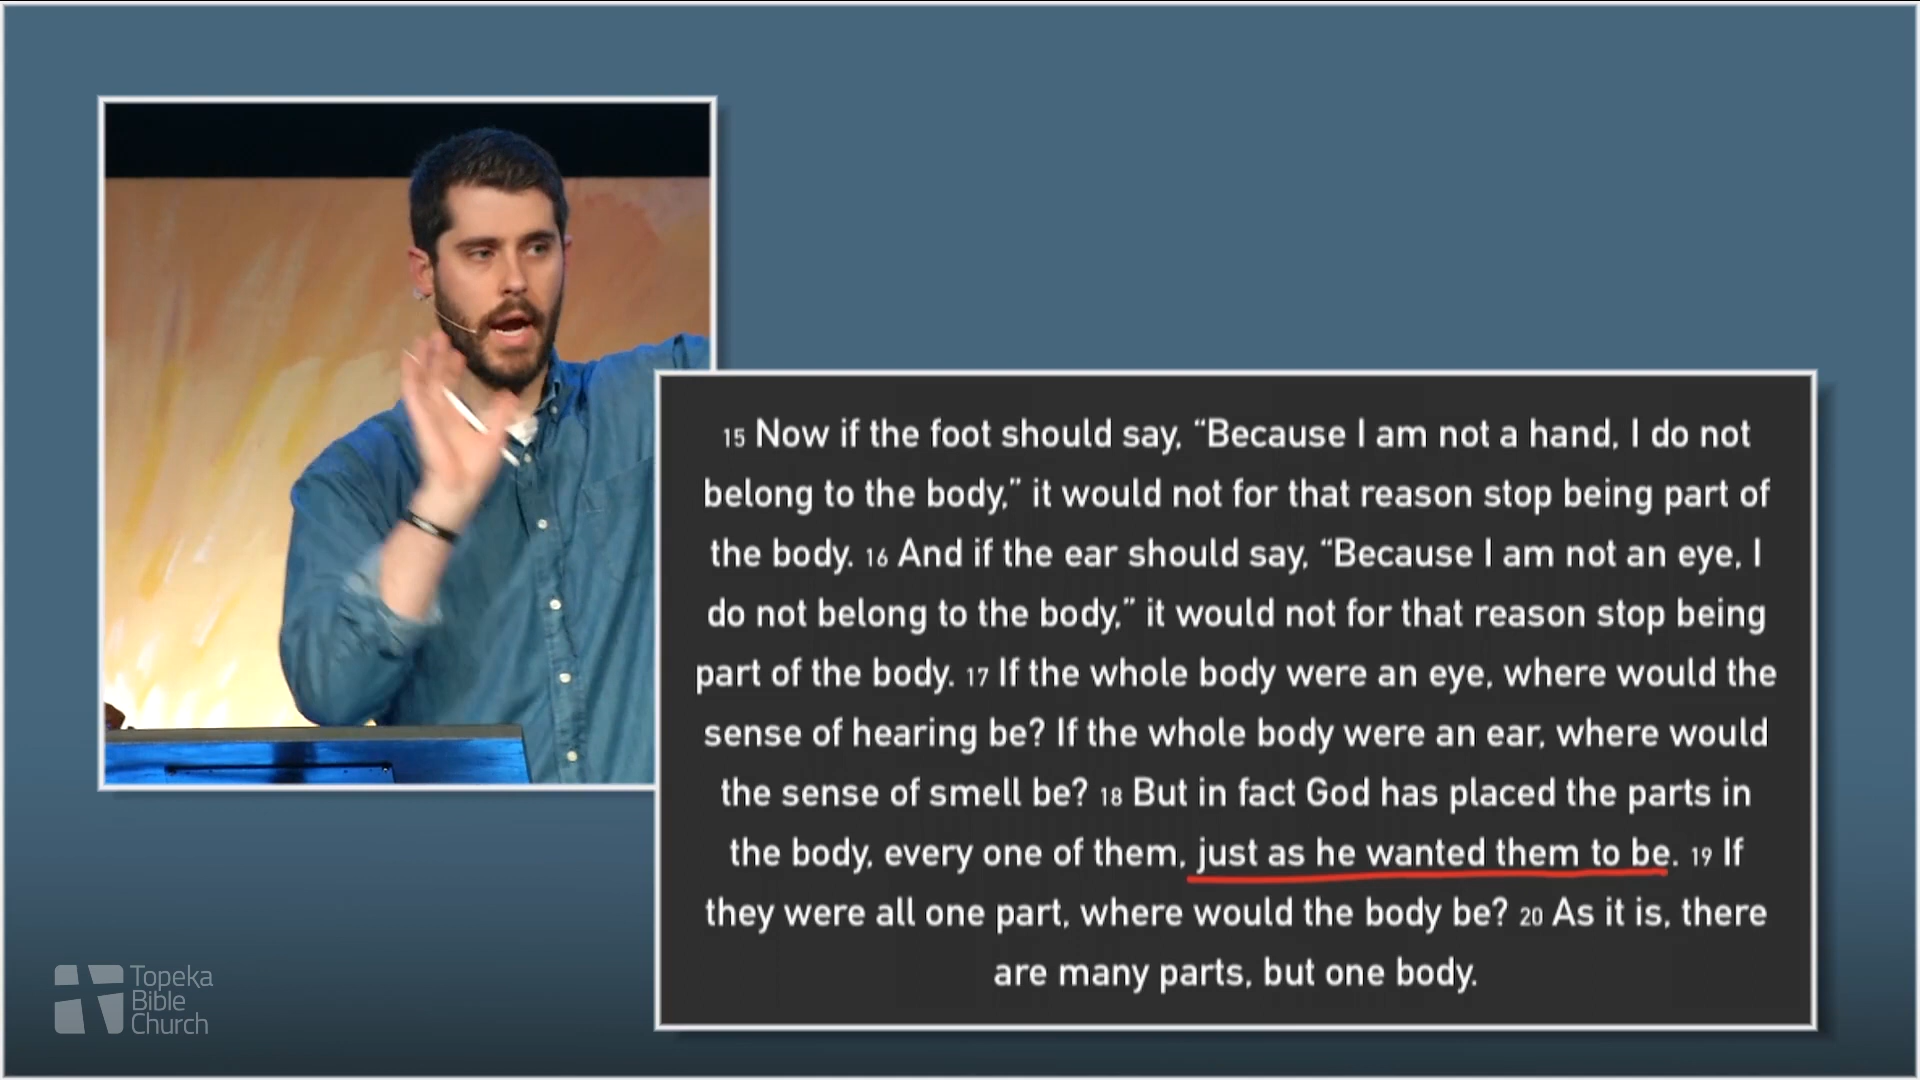 15 Now if the foot should say, “Because I am not a hand, I do not
belong to the body,” it would not for that reason stop being part of
the body. 16 And if the ear should say, “Because I am not an eye, I
do not belong to the body,” it would not for that reason stop being
part of the body. 17 If the whole body were an eye, where would the
sense of hearing be? If the whole body were an ear, where would
the sense of smell be? 18 But in fact God has placed the parts in
the body, every one of them, just as he wanted them to be. 19 If
they were all one part, where would the body be? 20 As it is, there
are many parts, but one body.
Topeka
Bible
Church